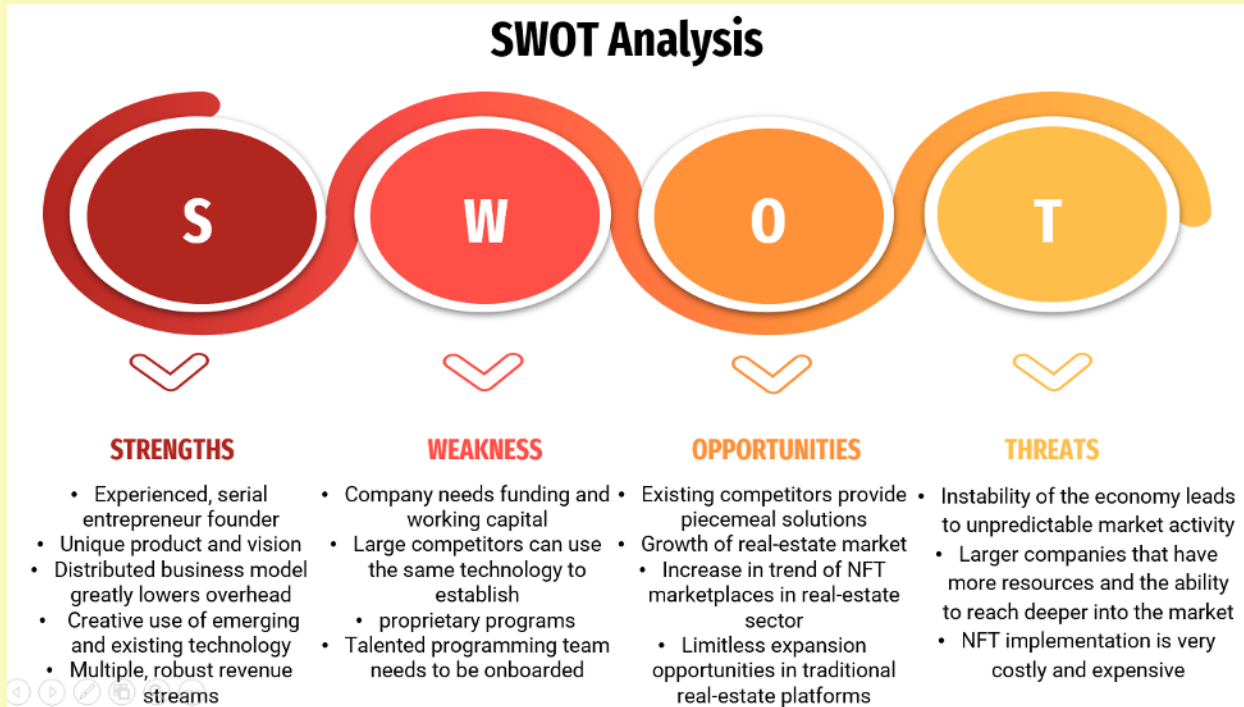 SWOT Analysis
S
W
O
T
STRENGTHS
• Experienced, serial
entrepreneur founder
• Unique product and vision
• Distributed business model
greatly lowers overhead
• Creative use of emerging
and existing technology
• Multiple, robust revenue
streams
WEAKNESS
• Company needs funding and
working capital
• Large competitors can use
the same technology to
establish
• proprietary programs
• Talented programming team
needs to be onboarded
OPPORTUNITIES
• Existing competitors provide
piecemeal solutions
• Growth of real-estate market
• Increase in trend of NFT
marketplaces in real-estate
sector
• Limitless expansion
opportunities in traditional
real-estate platforms
THREATS
• Instability of the economy leads
to unpredictable market activity
• Larger companies that have
more resources and the ability
to reach deeper into the market
• NFT implementation is very
costly and expensive